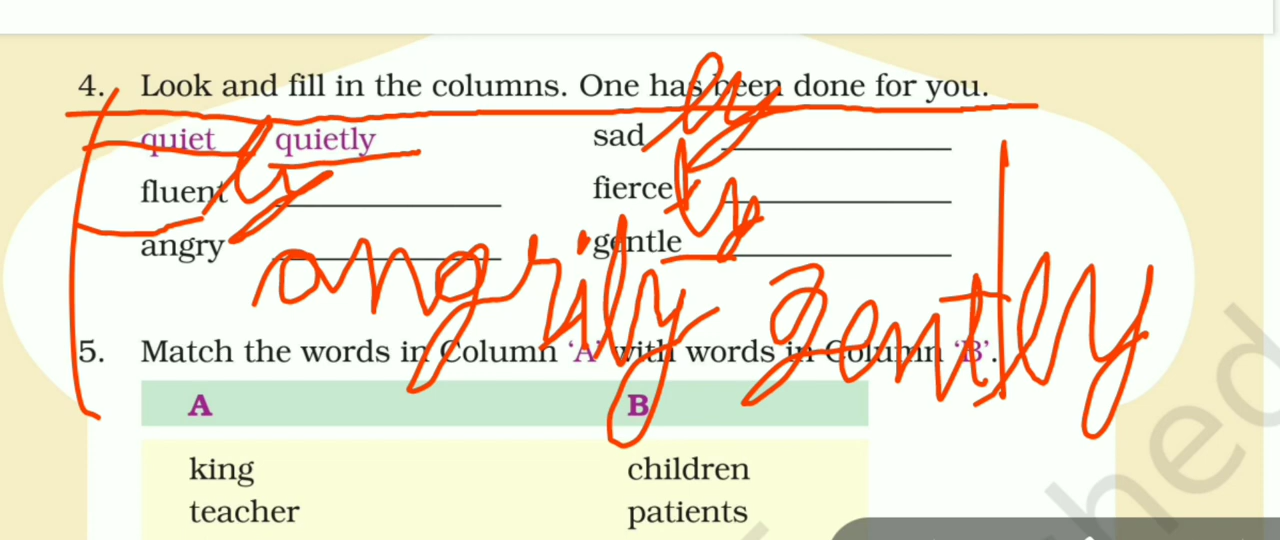 4. Look and fill in the columns. One has been done for you.
quiet quietly sad ly
fluent ly fierce ly
angry angrily gentle gently
5. Match the words in Column ‘A’ with words in Column ‘B’.
A B
king children
teacher patients
hed